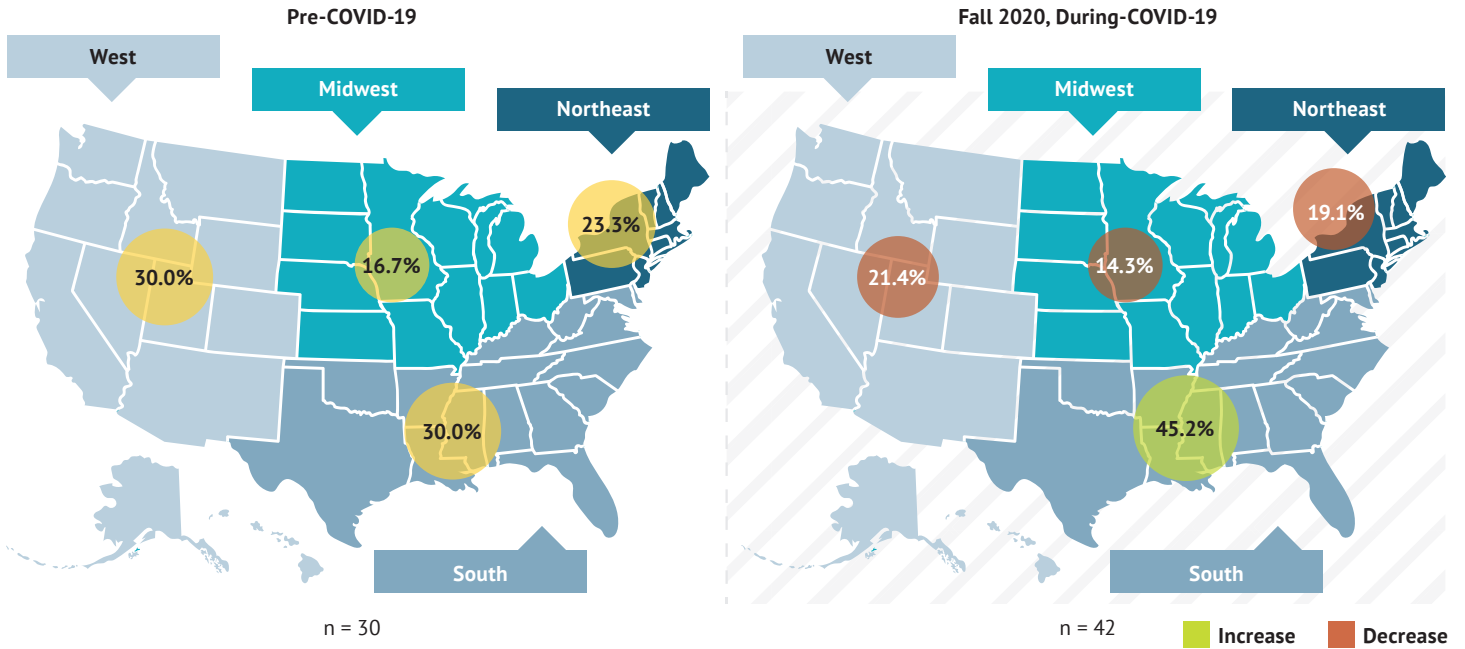 Pre-COVID-19
West
Midwest
Northeast
23.3%
16.7%
30.0%
30.0%
South
n = 30
Fall 2020, During-COVID-19
West
Midwest
Northeast
19.1%
14.3%
21.4%
45.2%
South
n = 42
Increase
Decrease